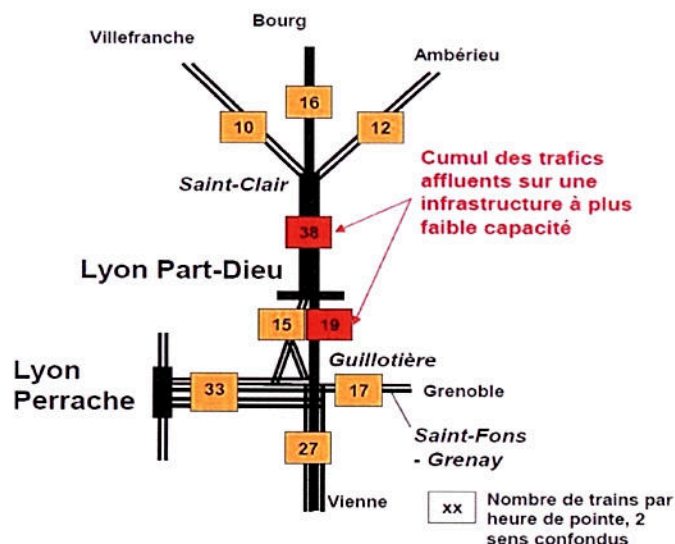 Bourg
Villefranche
Ambérieu
16
10
12
Saint-Clair
Cumul des trafics
affluents sur une
infrastructure à plus
faible capacité
38
Lyon Part-Dieu
15
19
Guillotière
Lyon
Perrache
33
17
Grenoble
Saint-Fons
- Grenay
27
Vienne
xx
Nombre de trains par
heure de pointe, 2
sens confondus